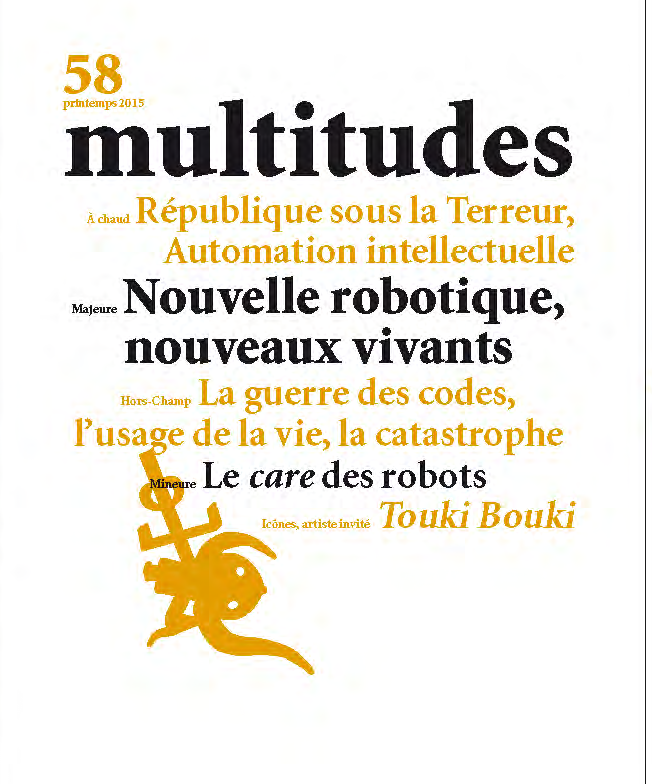 58
printemps 2015
multitudes
À chaud République sous la Terreur,
Automation intellectuelle
Majeure Nouvelle robotique,
nouveaux vivants
Hors-Champ La guerre des codes,
l’usage de la vie, la catastrophe
Mineure Le care des robots
Icônes, artiste invité Touki Bouki